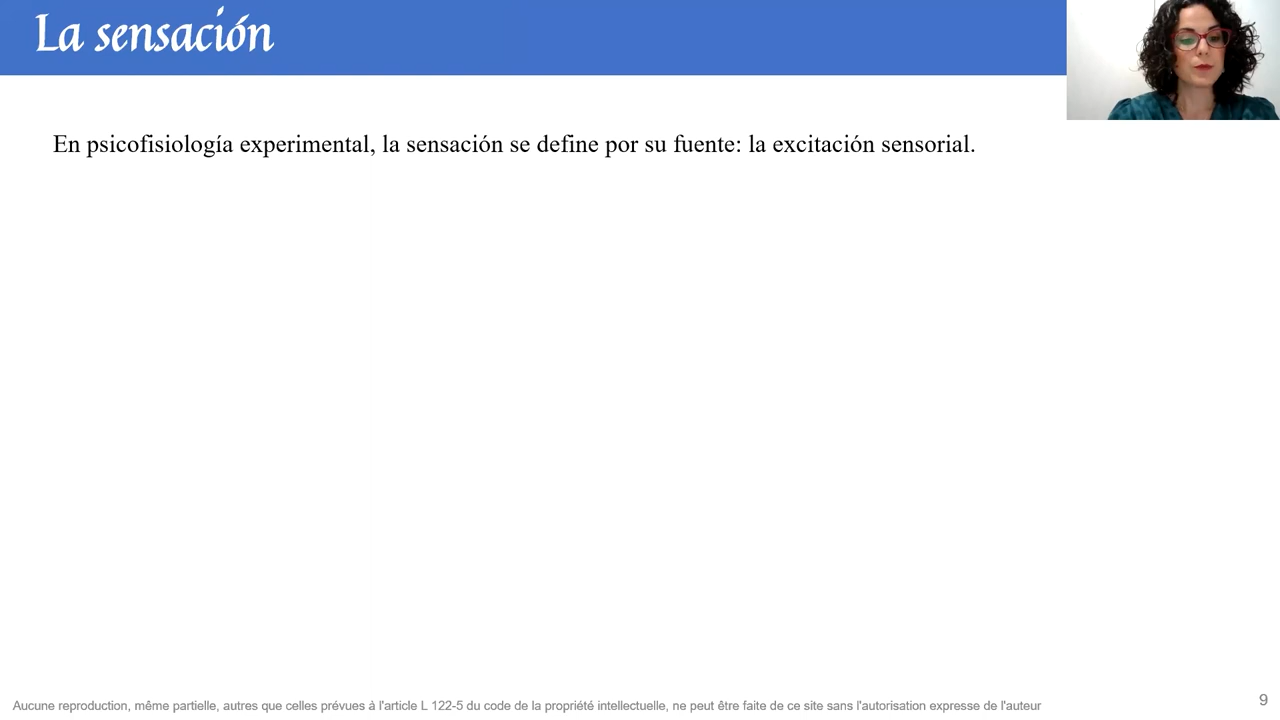 La sensación
En psicofisiología experimental, la sensación se define por su fuente: la excitación sensorial.
Aucune reproduction, même partielle, autres que celles prévues à l'article L 122-5 du code de la propriété intellectuelle, ne peut être faite de ce site sans l'autorisation expresse de l'auteur
9